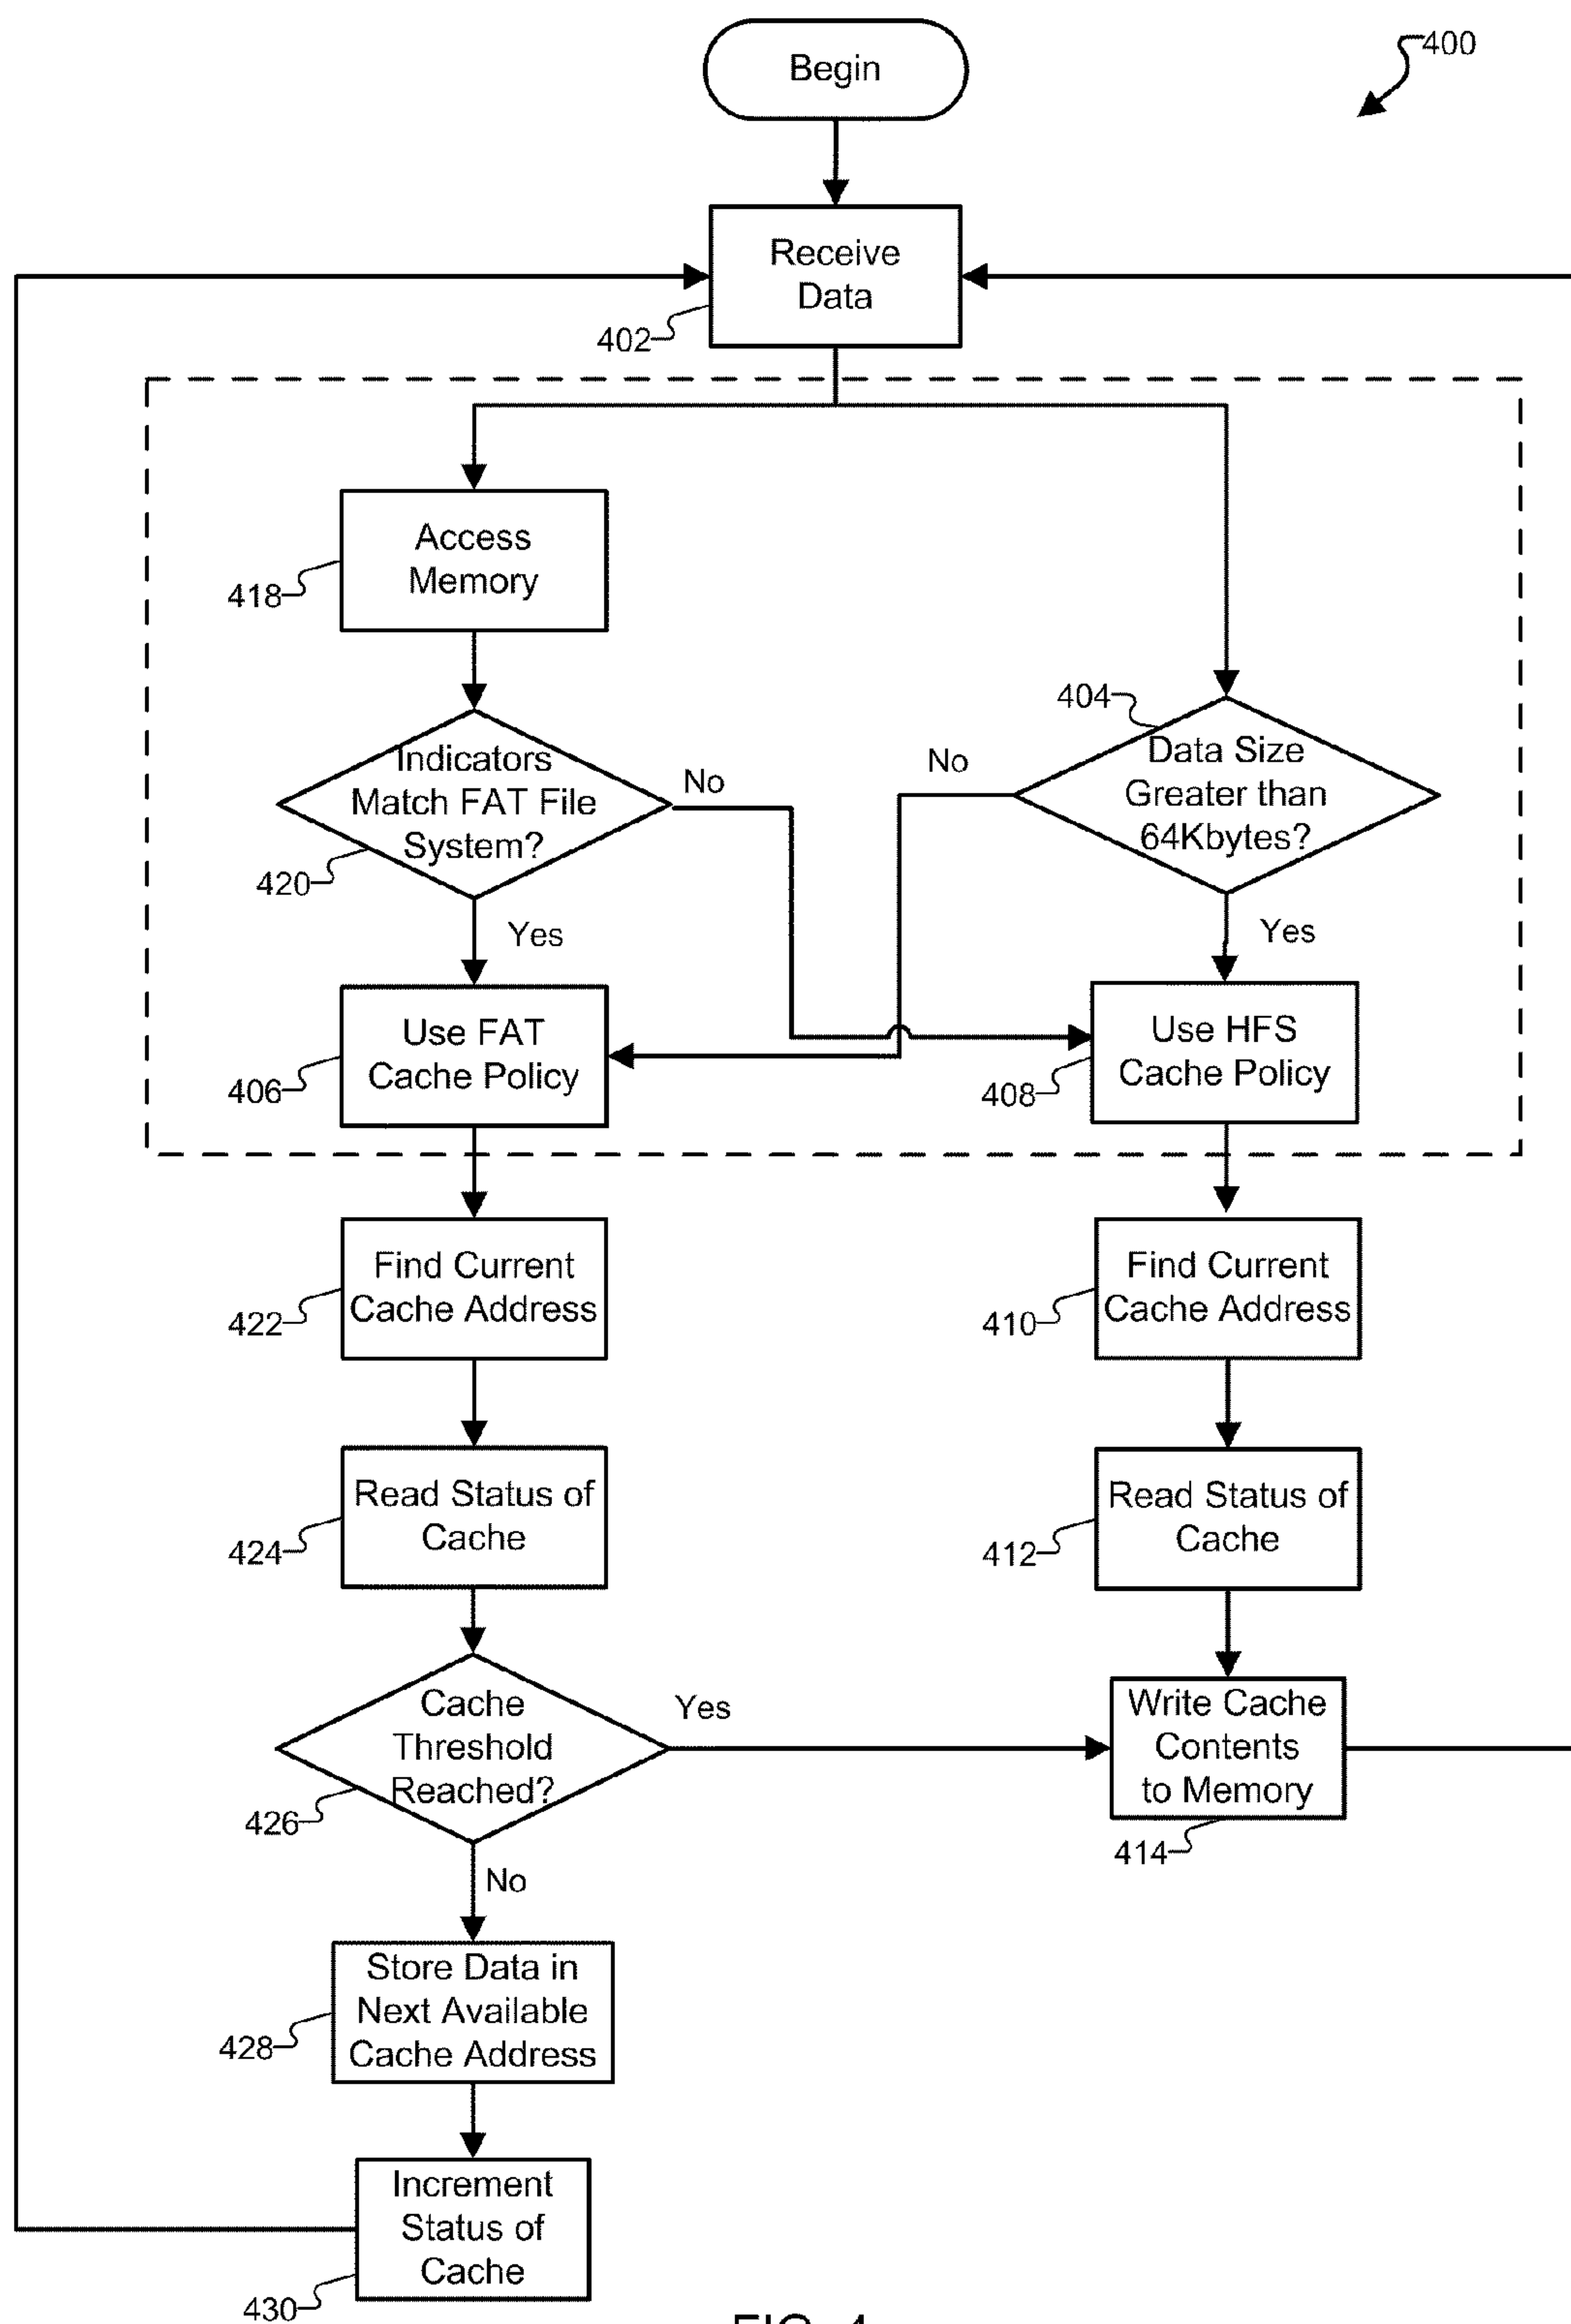 Begin
400
Receive
Data
402
Access
Memory
418
404
Data Size
Greater than
64Kbytes?
No
Yes
Indicators
Match FAT File
System?
420
No
Yes
Use FAT
Cache Policy
406
Use HFS
Cache Policy
408
Find Current
Cache Address
422
Find Current
Cache Address
410
Read Status of
Cache
424
Read Status of
Cache
412
Cache
Threshold
Reached?
426
Yes
No
Write Cache
Contents
to Memory
414
Store Data in
Next Available
Cache Address
428
Increment
Status of
Cache
430